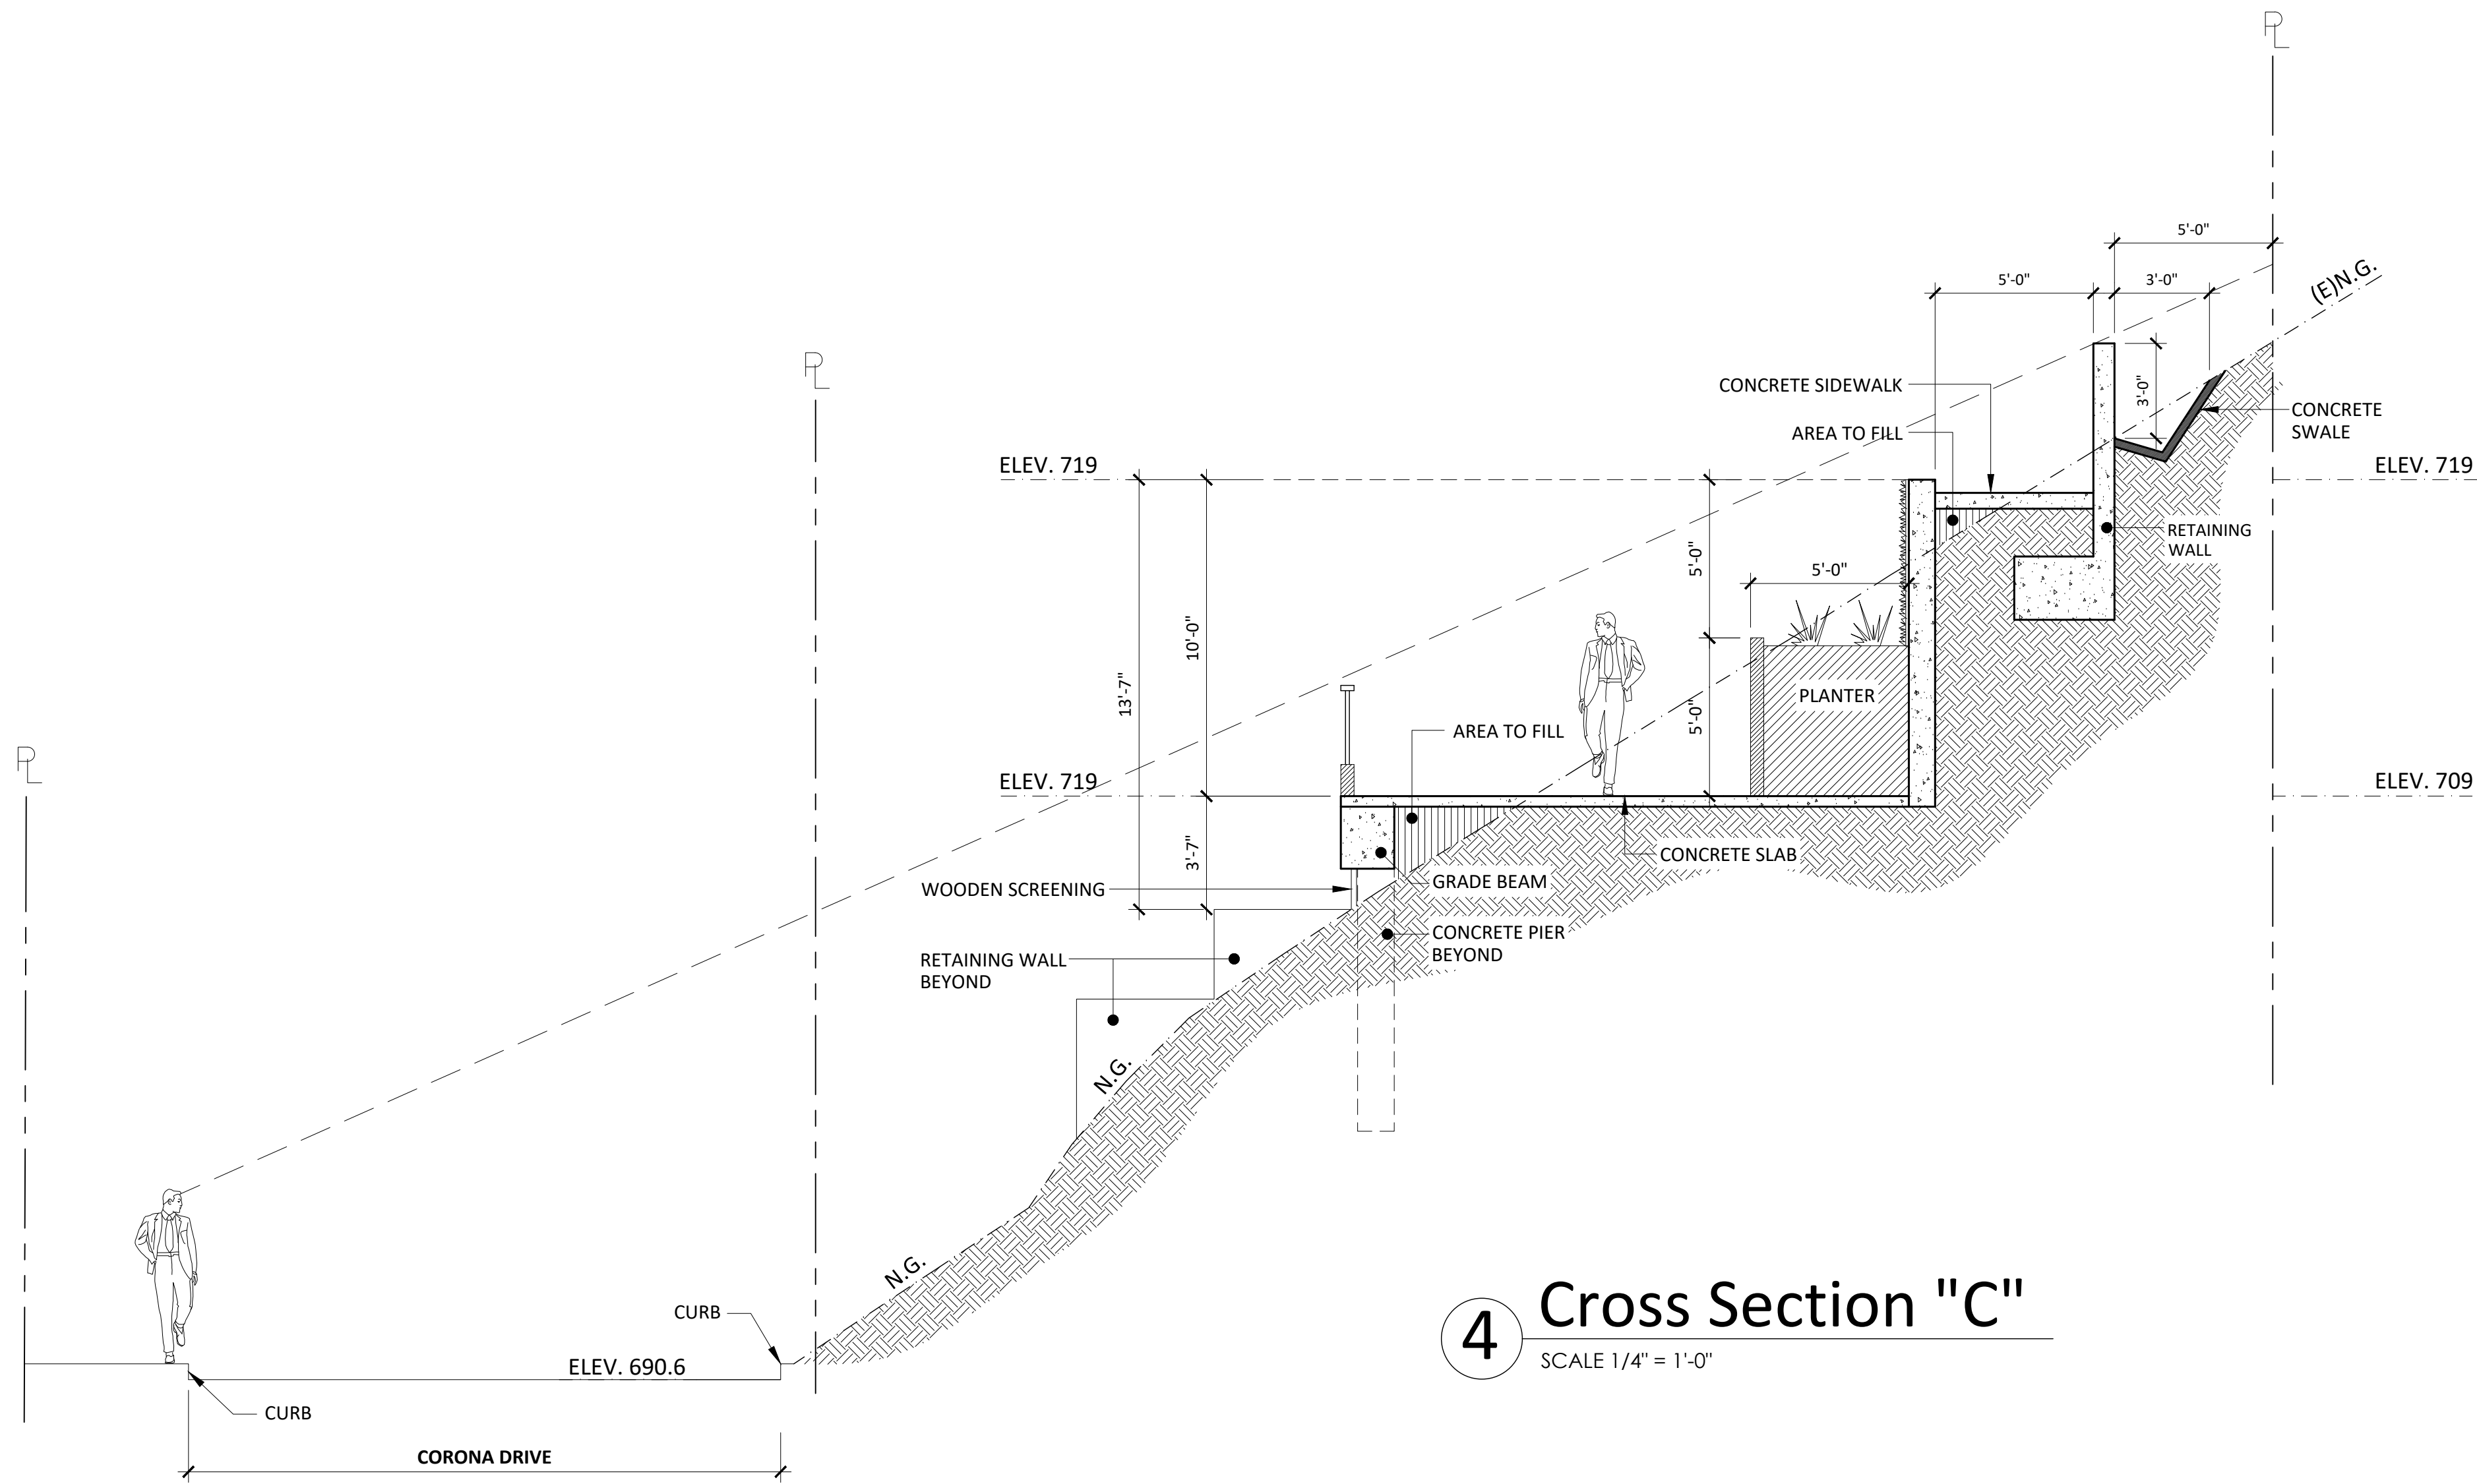 PL
5'-0"
5'-0"
3'-0"
(E)N.G.
PL
CONCRETE SIDEWALK
3'-0"
CONCRETE
SWALE
AREA TO FILL
ELEV. 719
ELEV. 719
RETAINING
WALL
5'-0"
5'-0"
10'-0"
13'-7"
PLANTER
5'-0"
AREA TO FILL
PL
ELEV. 719
ELEV. 709
3'-7"
CONCRETE SLAB
WOODEN SCREENING
GRADE BEAM
CONCRETE PIER
BEYOND
RETAINING WALL
BEYOND
N.G.
N.G.
CURB
ELEV. 690.6
CURB
CORONA DRIVE
4
Cross Section "C"
SCALE 1/4" = 1'-0"